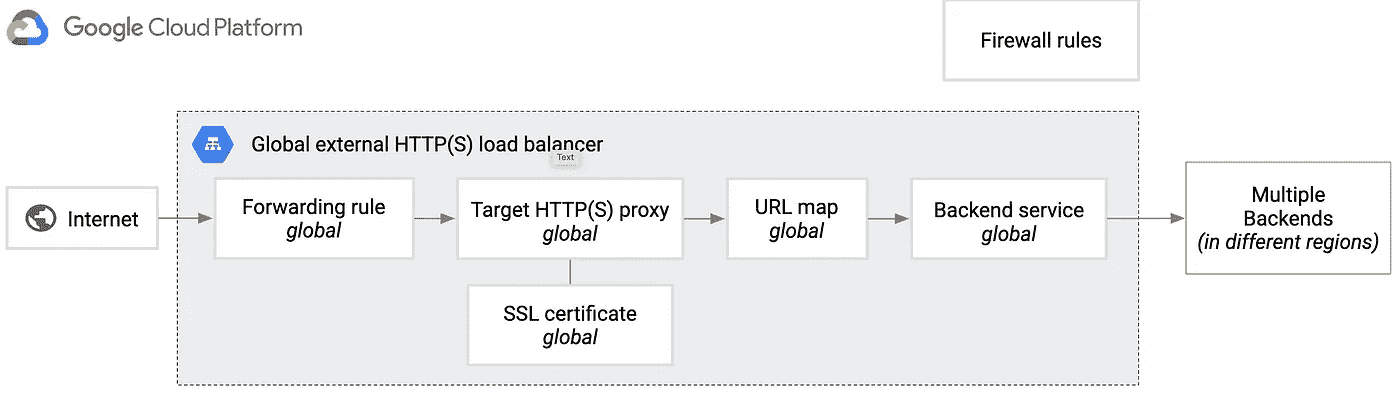 Google Cloud Platform
Firewall rules
Global external HTTP(S) load balancer
Text
Internet
Forwarding rule
global
Target HTTP(S) proxy
global
URL map
global
Backend service
global
Multiple
Backends
(in different regions)
SSL certificate
global